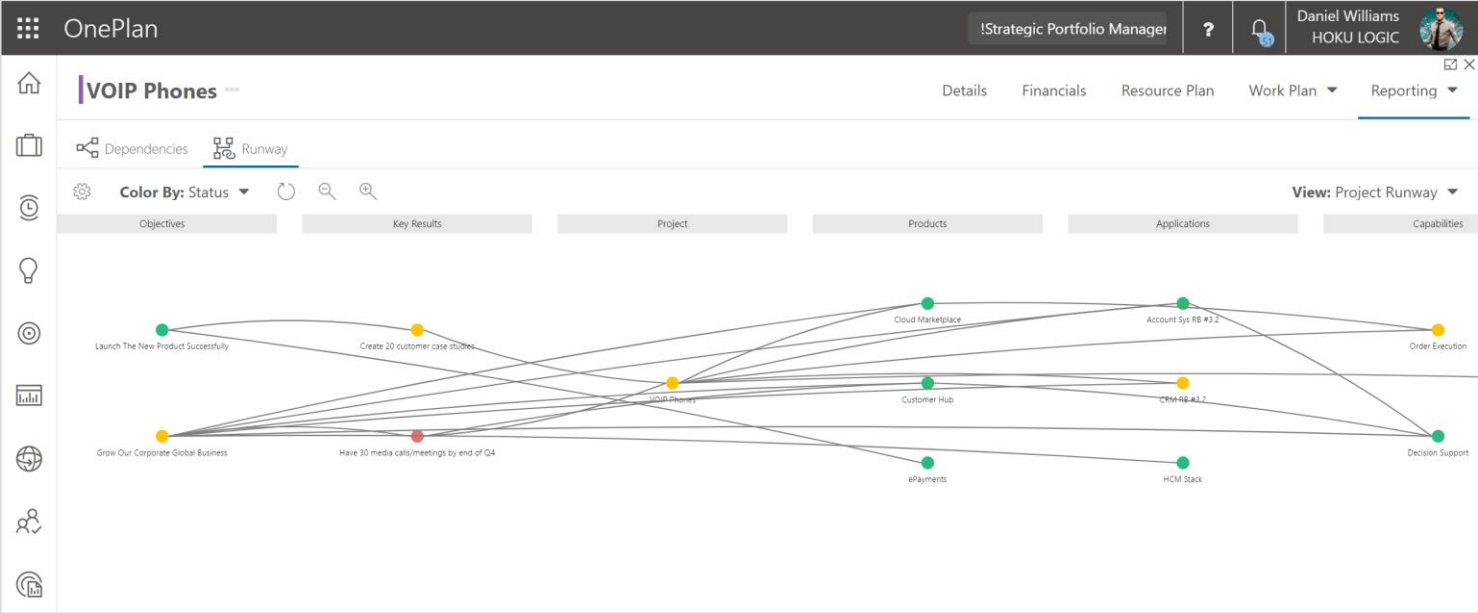 OnePlan
!Strategic Portfolio Manager
?
51
Daniel Williams
HOKU LOGIC
VOIP Phones
Details Financials Resource Plan Work Plan Reporting
Dependencies Runway
Color By: Status
View: Project Runway
Objectives Key Results Project Products Applications Capabilities
Cloud Marketplace Account Sys RB #3.2
Launch The New Product Successfully Create 20 customer case studies Order Execution
VOIP Phones Customer Hub CRM RB #3.2
Grow Our Corporate Global Business Have 30 media calls/meetings by end of Q4 Decision Support
ePayments HCM Stack